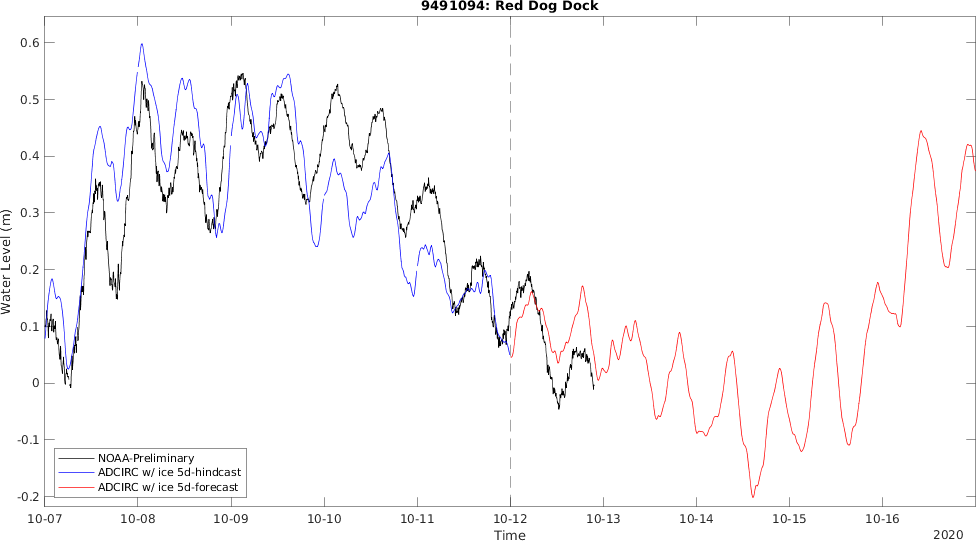 9491094: Red Dog Dock
Water Level (m)
0.6
0.5
0.4
0.3
0.2
0.1
0
-0.1
-0.2
NOAA-Preliminary
ADCIRC w/ ice 5d-hindcast
ADCIRC w/ ice 5d-forecast
10-07 10-08 10-09 10-10 10-11 10-12 10-13 10-14 10-15 10-16
Time
2020